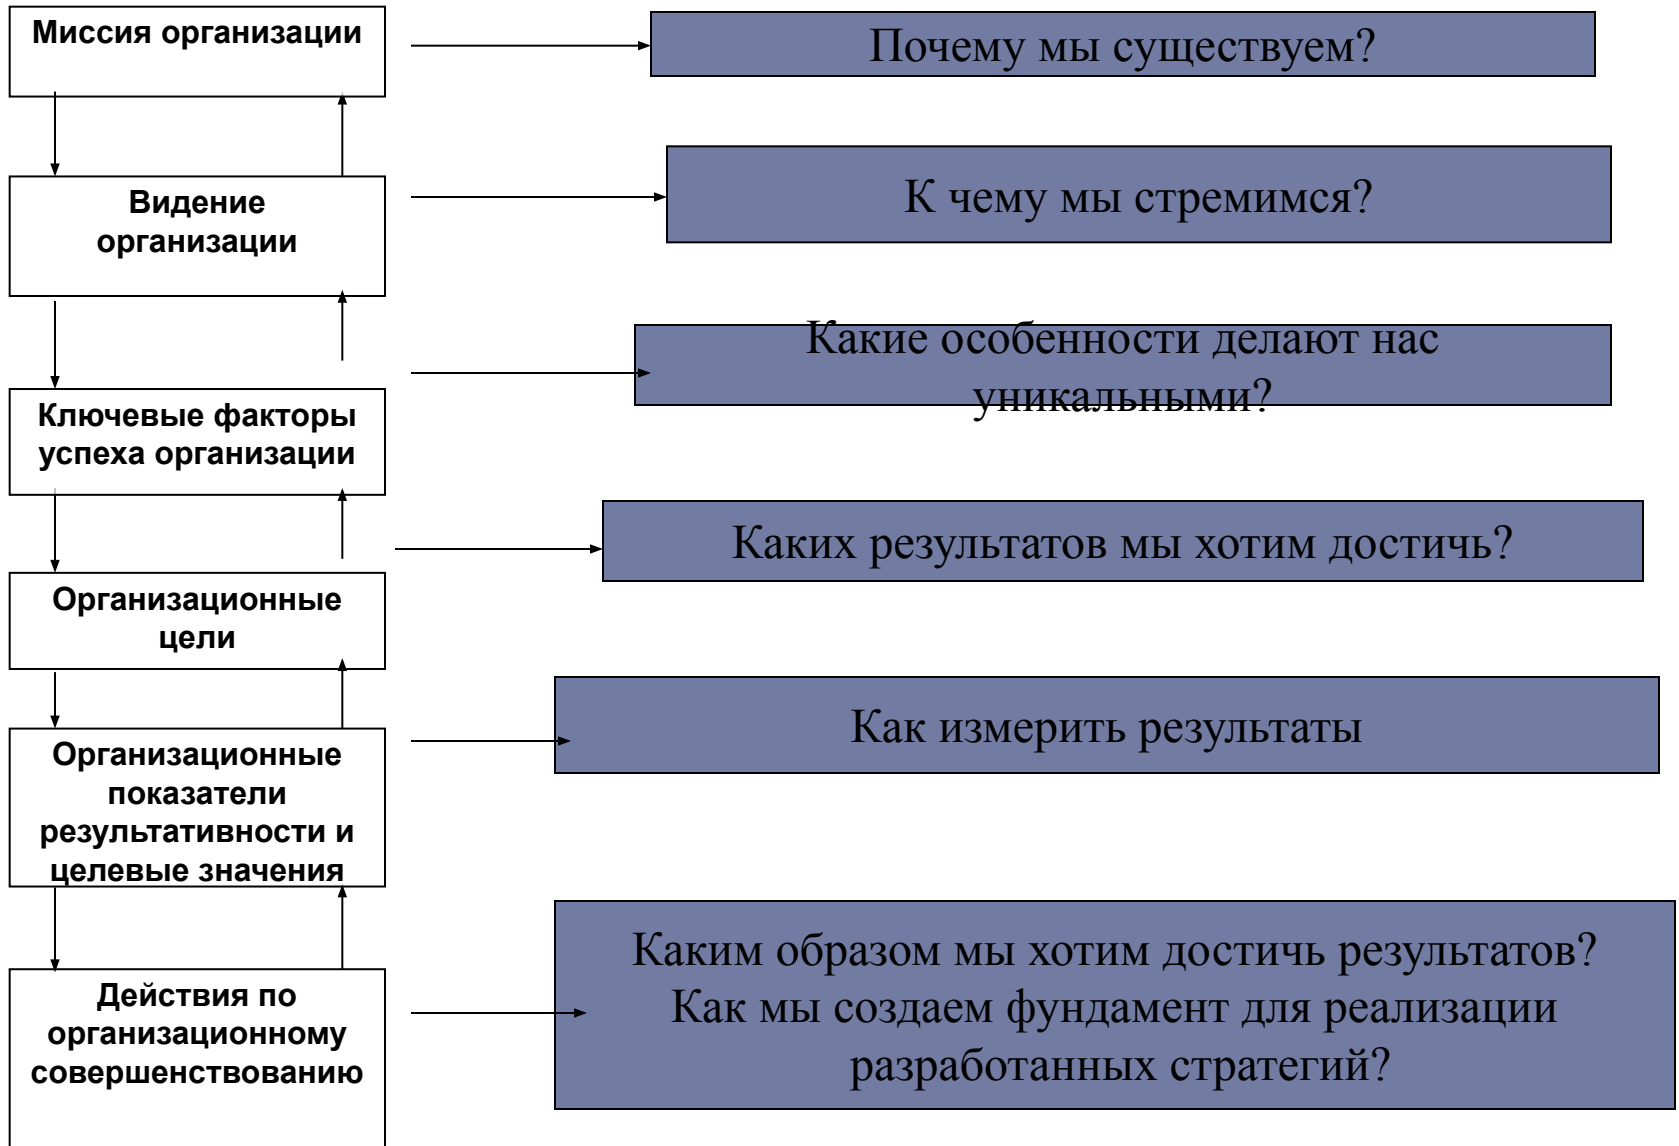 Миссия организации
Почему мы существуем?
Видение
организации
К чему мы стремимся?
Какие особенности делают нас
уникальными?
Ключевые факторы
успеха организации
Каких результатов мы хотим достичь?
Организационные
цели
Как измерить результаты
Организационные
показатели
результативности и
целевые значения
Каким образом мы хотим достичь результатов?
Как мы создаем фундамент для реализации
разработанных стратегий?
Действия по
организационному
совершенствованию